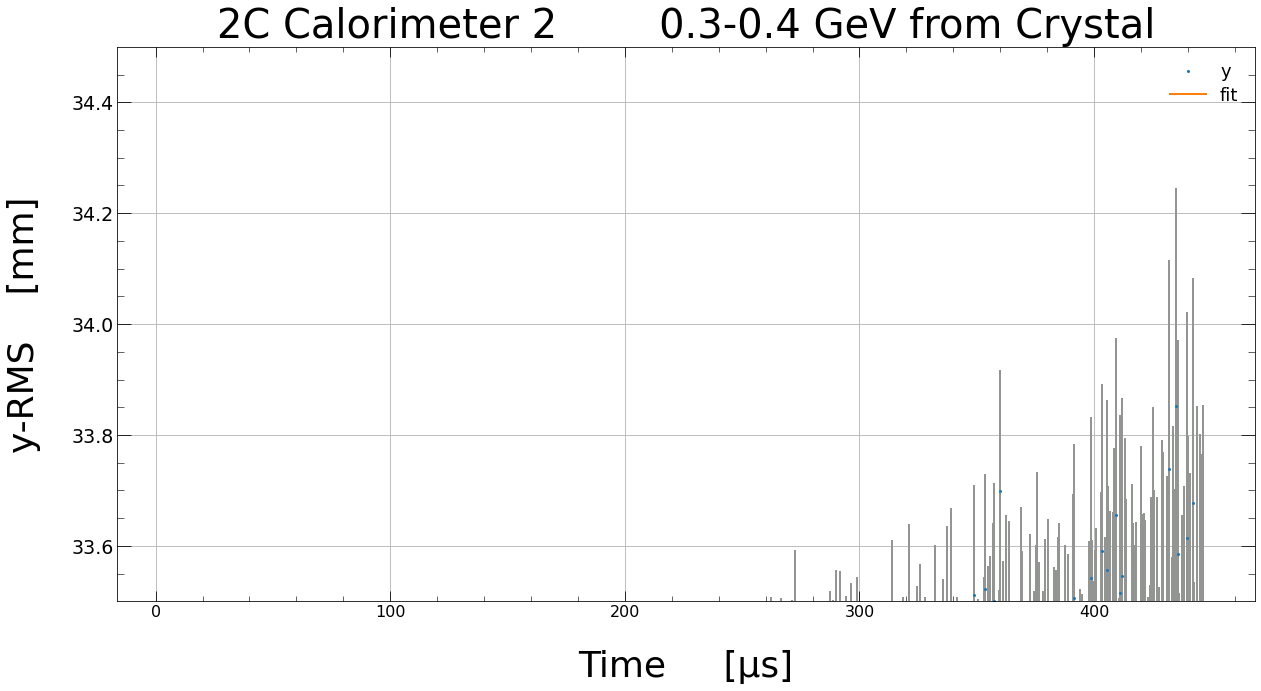 2C Calorimeter 2 0.3-0.4 GeV from Crystal
y
fit
34.4
34.2
34.0
33.8
33.6
y-RMS [mm]
0 100 200 300 400
Time [μs]